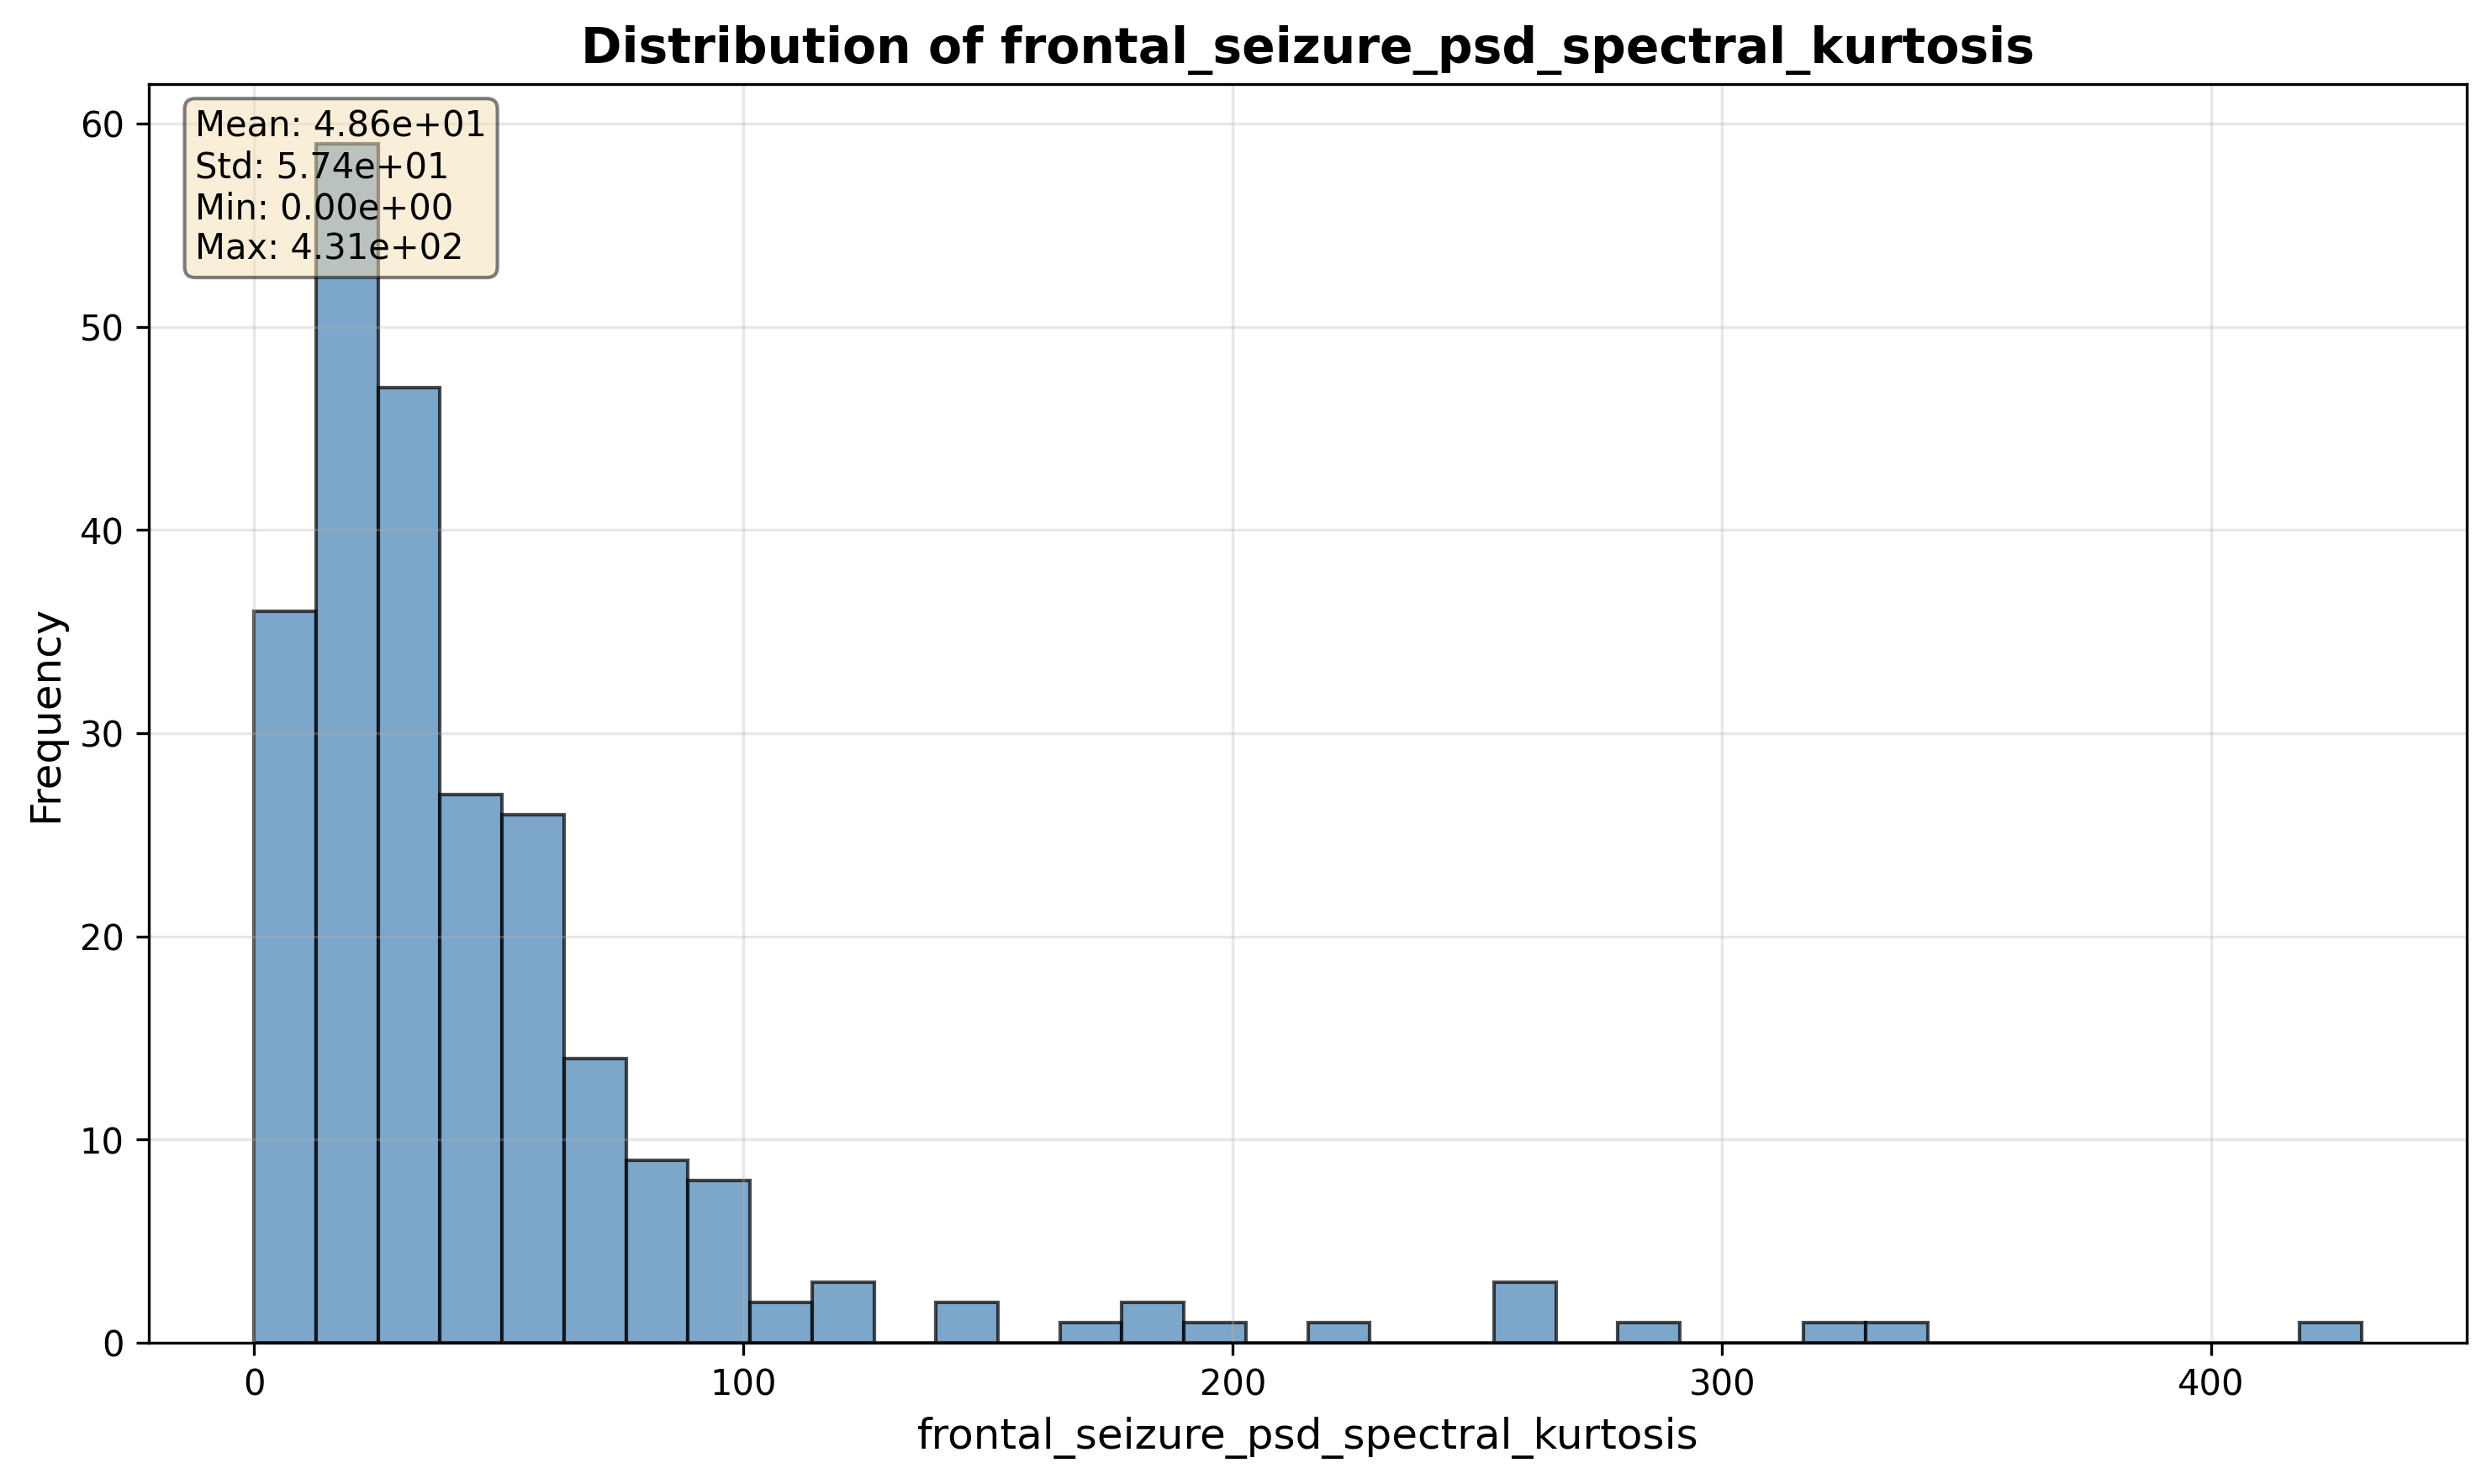 Distribution of frontal_seizure_psd_spectral_kurtosis
Mean: 4.86e+01
Std: 5.74e+01
Min: 0.00e+00
Max: 4.31e+02
60
50
40
30
20
10
0
Frequency
0 100 200 300 400
frontal_seizure_psd_spectral_kurtosis